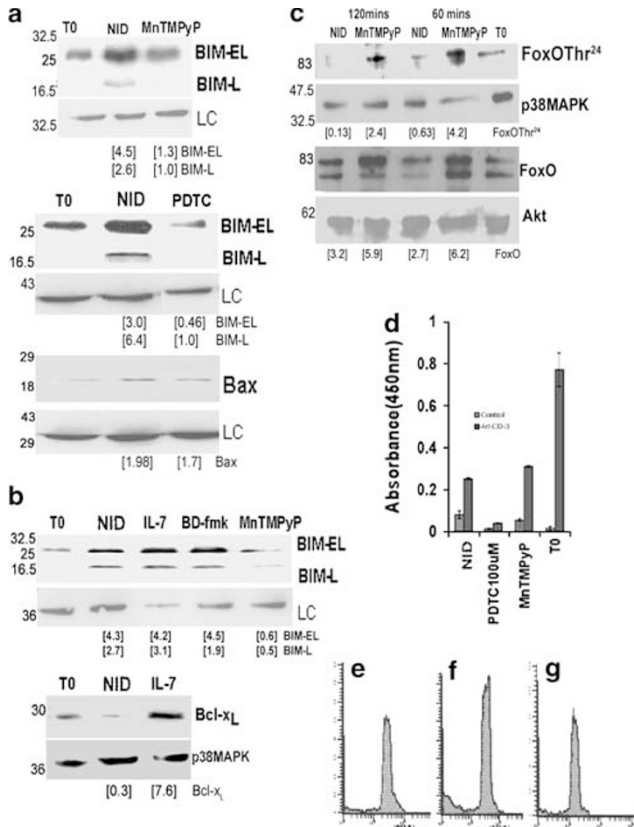 a
T0 NID MnTMPyP
32.5
25
16.5
BIM-EL
BIM-L
32.5
LC
[4.5] [1.3] BIM-EL
[2.6] [1.0] BIM-L
T0 NID PDTC
25
16.5
BIM-EL
BIM-L
43
LC
[3.0] [0.46] BIM-EL
[6.4] [1.0] BIM-L
29
18
Bax
43
29
LC
[1.98] [1.7] Bax
b
T0 NID IL-7 BD-fmk MnTMPyP
32.5
25
16.5
BIM-EL
BIM-L
36
LC
[4.3] [4.2] [4.5] [0.6] BIM-EL
[2.7] [3.1] [1.9] [0.5] BIM-L
T0 NID IL-7
30
Bcl-xL
36
p38MAPK
[0.3] [7.6] Bcl-xL
c
120mins 60 mins
NID MnTMPyP NID MnTMPyP T0
83
FoxOThr24
47.5
32.5
p38MAPK
[0.13] [2.4] [0.63] [4.2] FoxOThr24
83
FoxO
62
Akt
[3.2] [5.9] [2.7] [6.2] FoxO
d
Absorbance(450nm)
1
0.8
0.6
0.4
0.2
0
Control
NID
PDTC100uM
MnTMPyP
T0
e f g